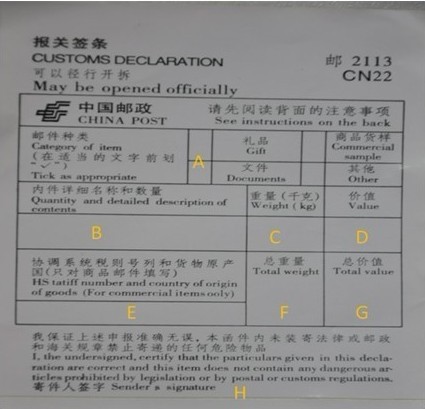 报关签条
CUSTOMS DECLARATION
邮 2113
可以径行开拆
CN22
May be opened officially
中国邮政
CHINA POST
请先阅读背面的注意事项
See instructions on the back
邮件种类
Category of item
(在适当的文字前划
"✓")
Tick as appropriate
A
礼品
Gift
商品货样
Commercial
sample
文件
Documents
其他
Other
内件详细名称和数量
Quantity and detailed description of
contents
重量(千克)
Weight (kg)
价值
Value
B
C
D
协调系统税则号列和货物原产
国(只对商品邮件填写)
HS tatiff number and country of origin
of goods (For commercial items only)
总重量
Total weight
总价值
Total value
E
F
G
我保证上述申报准确无误,本函件内未装寄法律或邮政
和海关规章禁止寄递的任何危险物品
I, the undersigned, certify that the particulars given in this decla-
ration are correct and this item does not contain any dangerous ar-
ticles prohibited by legislation or by postal or customs regulations.
寄件人签字 Sender's signature
H